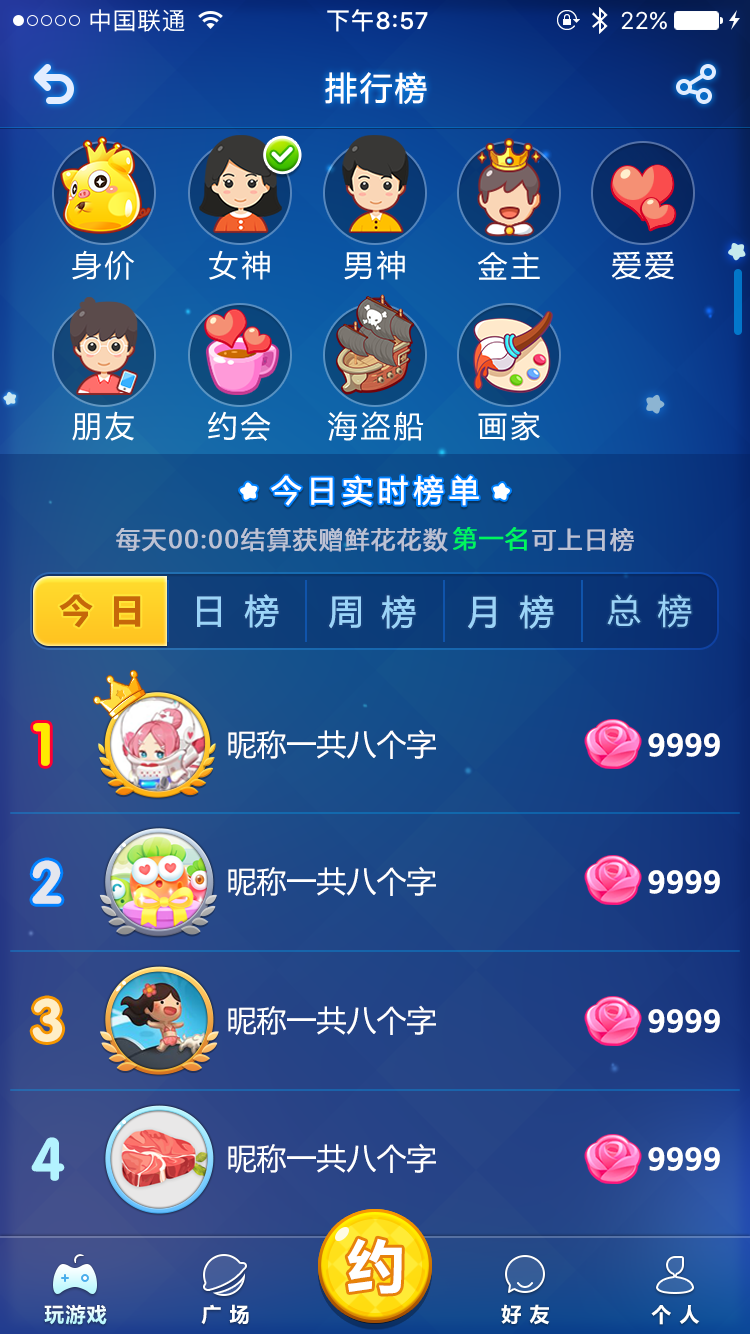 中国联通 下午8:57 22%
排行榜
身价 女神 男神 金主 爱爱
朋友 约会 海盗船 画家
今日实时榜单
每天00:00结算获赠鲜花花数第一名可上日榜
今日 日榜 周榜 月榜 总榜
1 昵称一共八个字 9999
2 昵称一共八个字 9999
3 昵称一共八个字 9999
4 昵称一共八个字 9999
约
玩游戏 广场 好友 个人